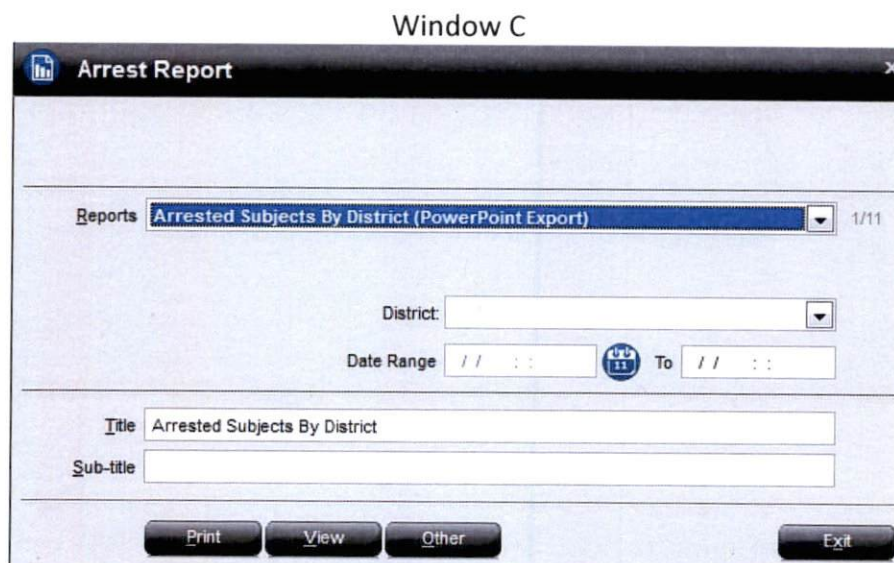 Window C
Arrest Report
Reports Arrested Subjects By District (PowerPoint Export) 1/11
District:
Date Range / / : : 11 To / / : :
Title Arrested Subjects By District
Sub-title
Print View Other Exit